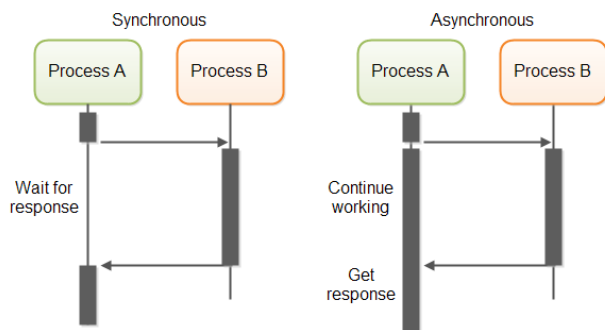 Synchronous
Asynchronous
Process A
Process B
Process A
Process B
Wait for
response
Continue
working
Get
response